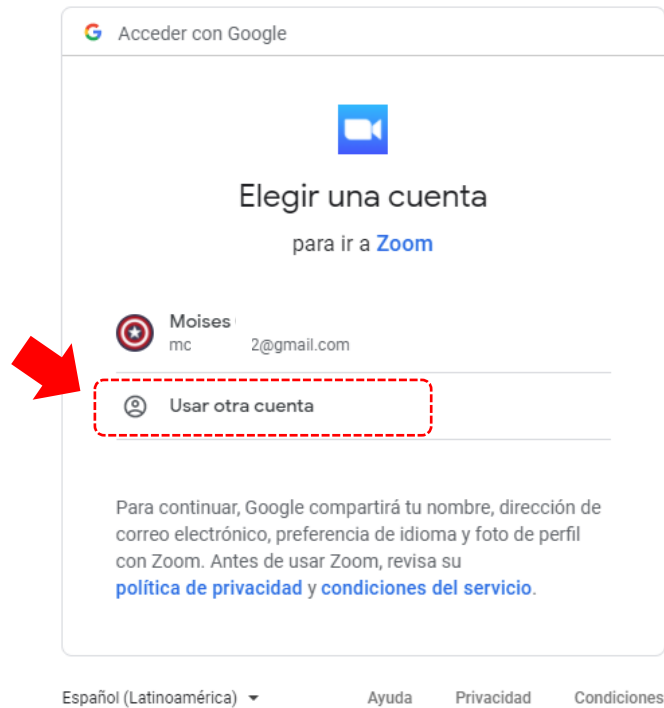 Acceder con Google
Elegir una cuenta
para ir a Zoom
Moises
mc 2@gmail.com
Usar otra cuenta
Para continuar, Google compartirá tu nombre, dirección de
correo electrónico, preferencia de idioma y foto de perfil
con Zoom. Antes de usar Zoom, revisa su
política de privacidad y condiciones del servicio.
Español (Latinoamérica) Ayuda Privacidad Condiciones